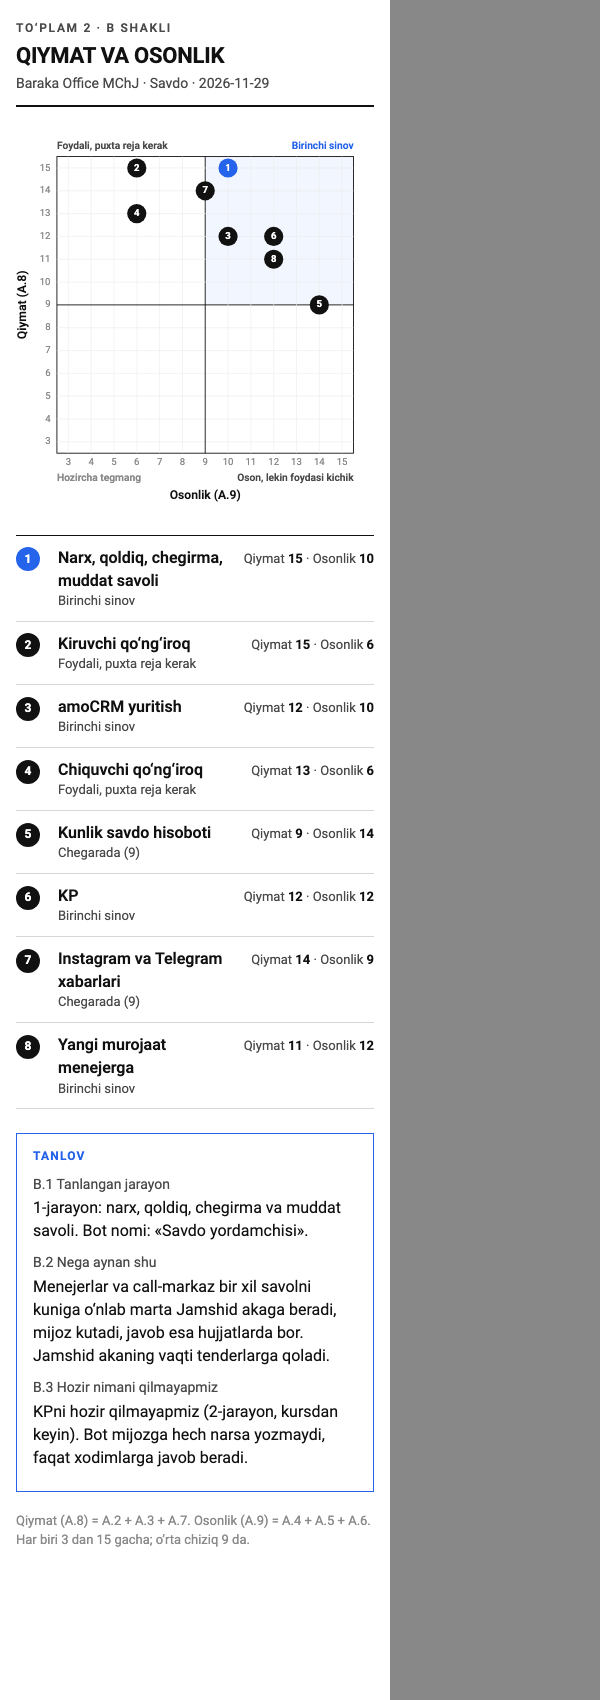 TO‘PLAM 2 · B SHAKLI
QIYMAT VA OSONLIK
Baraka Office MChJ · Savdo · 2026-11-29
Foydali, puxta reja kerak
Birinchi sinov
15
14
13
12
11
10
9
8
7
6
5
4
3
2
1
7
4
3
6
8
5
Qiymat (A.8)
3 4 5 6 7 8 9 10 11 12 13 14 15
Hozircha tegmang
Oson, lekin foydasi kichik
Osonlik (A.9)
1
Narx, qoldiq, chegirma,
muddat savoli
Birinchi sinov
Qiymat 15 · Osonlik 10
2
Kiruvchi qo‘ng‘iroq
Foydali, puxta reja kerak
Qiymat 15 · Osonlik 6
3
amoCRM yuritish
Birinchi sinov
Qiymat 12 · Osonlik 10
4
Chiquvchi qo‘ng‘iroq
Foydali, puxta reja kerak
Qiymat 13 · Osonlik 6
5
Kunlik savdo hisoboti
Chegarada (9)
Qiymat 9 · Osonlik 14
6
KP
Birinchi sinov
Qiymat 12 · Osonlik 12
7
Instagram va Telegram
xabarlari
Chegarada (9)
Qiymat 14 · Osonlik 9
8
Yangi murojaat
menejerga
Birinchi sinov
Qiymat 11 · Osonlik 12
TANLOV
B.1 Tanlangan jarayon
1-jarayon: narx, qoldiq, chegirma va muddat
savoli. Bot nomi: «Savdo yordamchisi».
B.2 Nega aynan shu
Menejerlar va call-markaz bir xil savolni
kuniga o‘nlab marta Jamshid akaga beradi,
mijoz kutadi, javob esa hujjatlarda bor.
Jamshid akaning vaqti tenderlarga qoladi.
B.3 Hozir nimani qilmayapmiz
KPni hozir qilmayapmiz (2-jarayon, kursdan
keyin). Bot mijozga hech narsa yozmaydi,
faqat xodimlarga javob beradi.
Qiymat (A.8) = A.2 + A.3 + A.7. Osonlik (A.9) = A.4 + A.5 + A.6.
Har biri 3 dan 15 gacha; o‘rta chiziq 9 da.